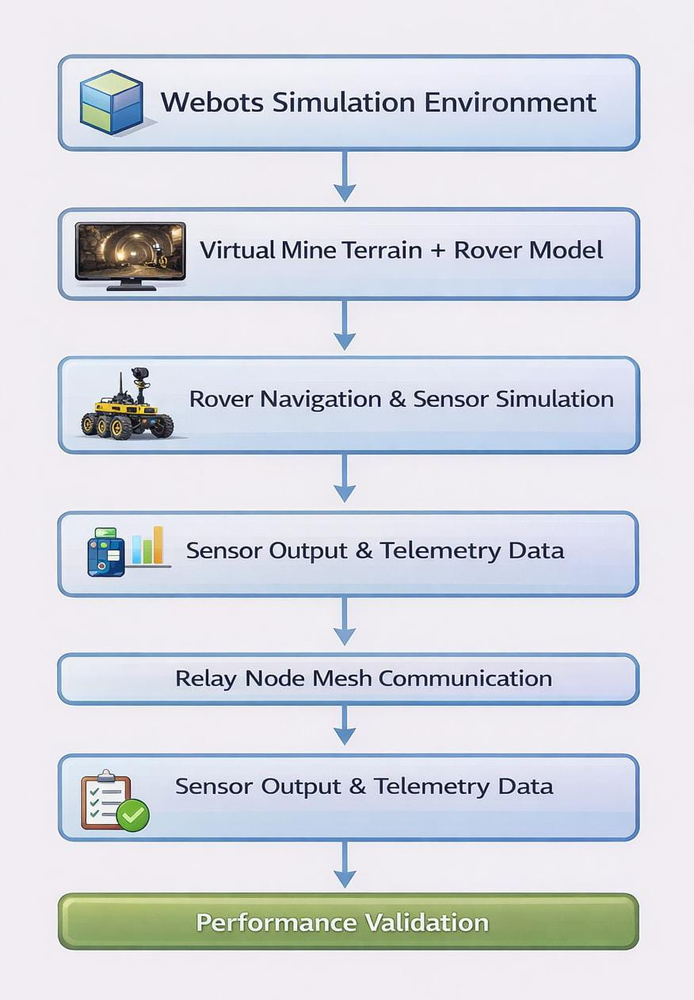 Webots Simulation Environment
Virtual Mine Terrain + Rover Model
Rover Navigation & Sensor Simulation
Sensor Output & Telemetry Data
Relay Node Mesh Communication
Sensor Output & Telemetry Data
Performance Validation